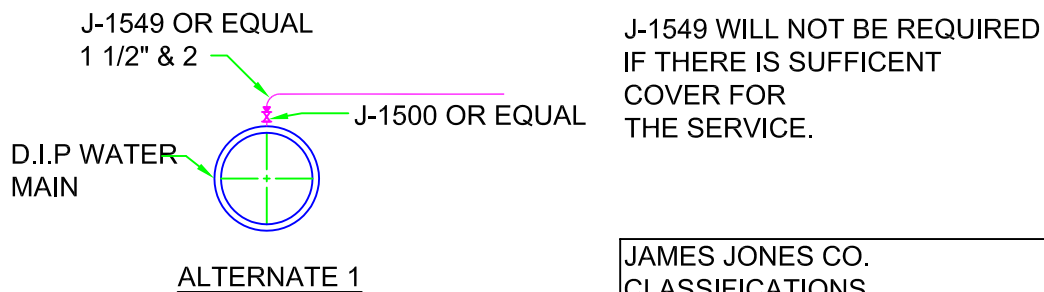 J-1549 OR EQUAL
1 1/2" & 2
J-1500 OR EQUAL
D.I.P WATER
MAIN
ALTERNATE 1
J-1549 WILL NOT BE REQUIRED
IF THERE IS SUFFICENT
COVER FOR
THE SERVICE.
JAMES JONES CO.
CLASSIFICATIONS